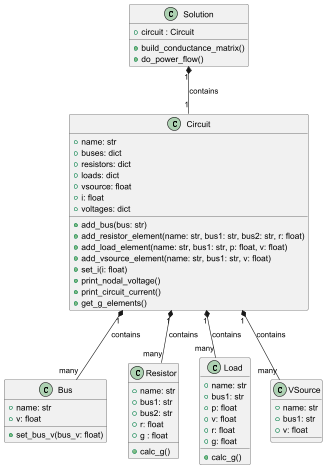 C Solution
circuit : Circuit
build_conductance_matrix()
do_power_flow()
1
contains
1
C Circuit
name: str
buses: dict
resistors: dict
loads: dict
vsource: float
i: float
voltages: dict
add_bus(bus: str)
add_resistor_element(name: str, bus1: str, bus2: str, r: float)
add_load_element(name: str, bus1: str, p: float, v: float)
add_vsource_element(name: str, bus1: str, v: float)
set_i(i: float)
print_nodal_voltage()
print_circuit_current()
get_g_elements()
1 1 1 1
contains contains contains contains
many many many many
C Bus
name: str
v: float
set_bus_v(bus_v: float)
C Resistor
name: str
bus1: str
bus2: str
r: float
g : float
calc_g()
C Load
name: str
bus1: str
p: float
v: float
r: float
g: float
calc_g()
C VSource
name: str
bus1: str
v: float